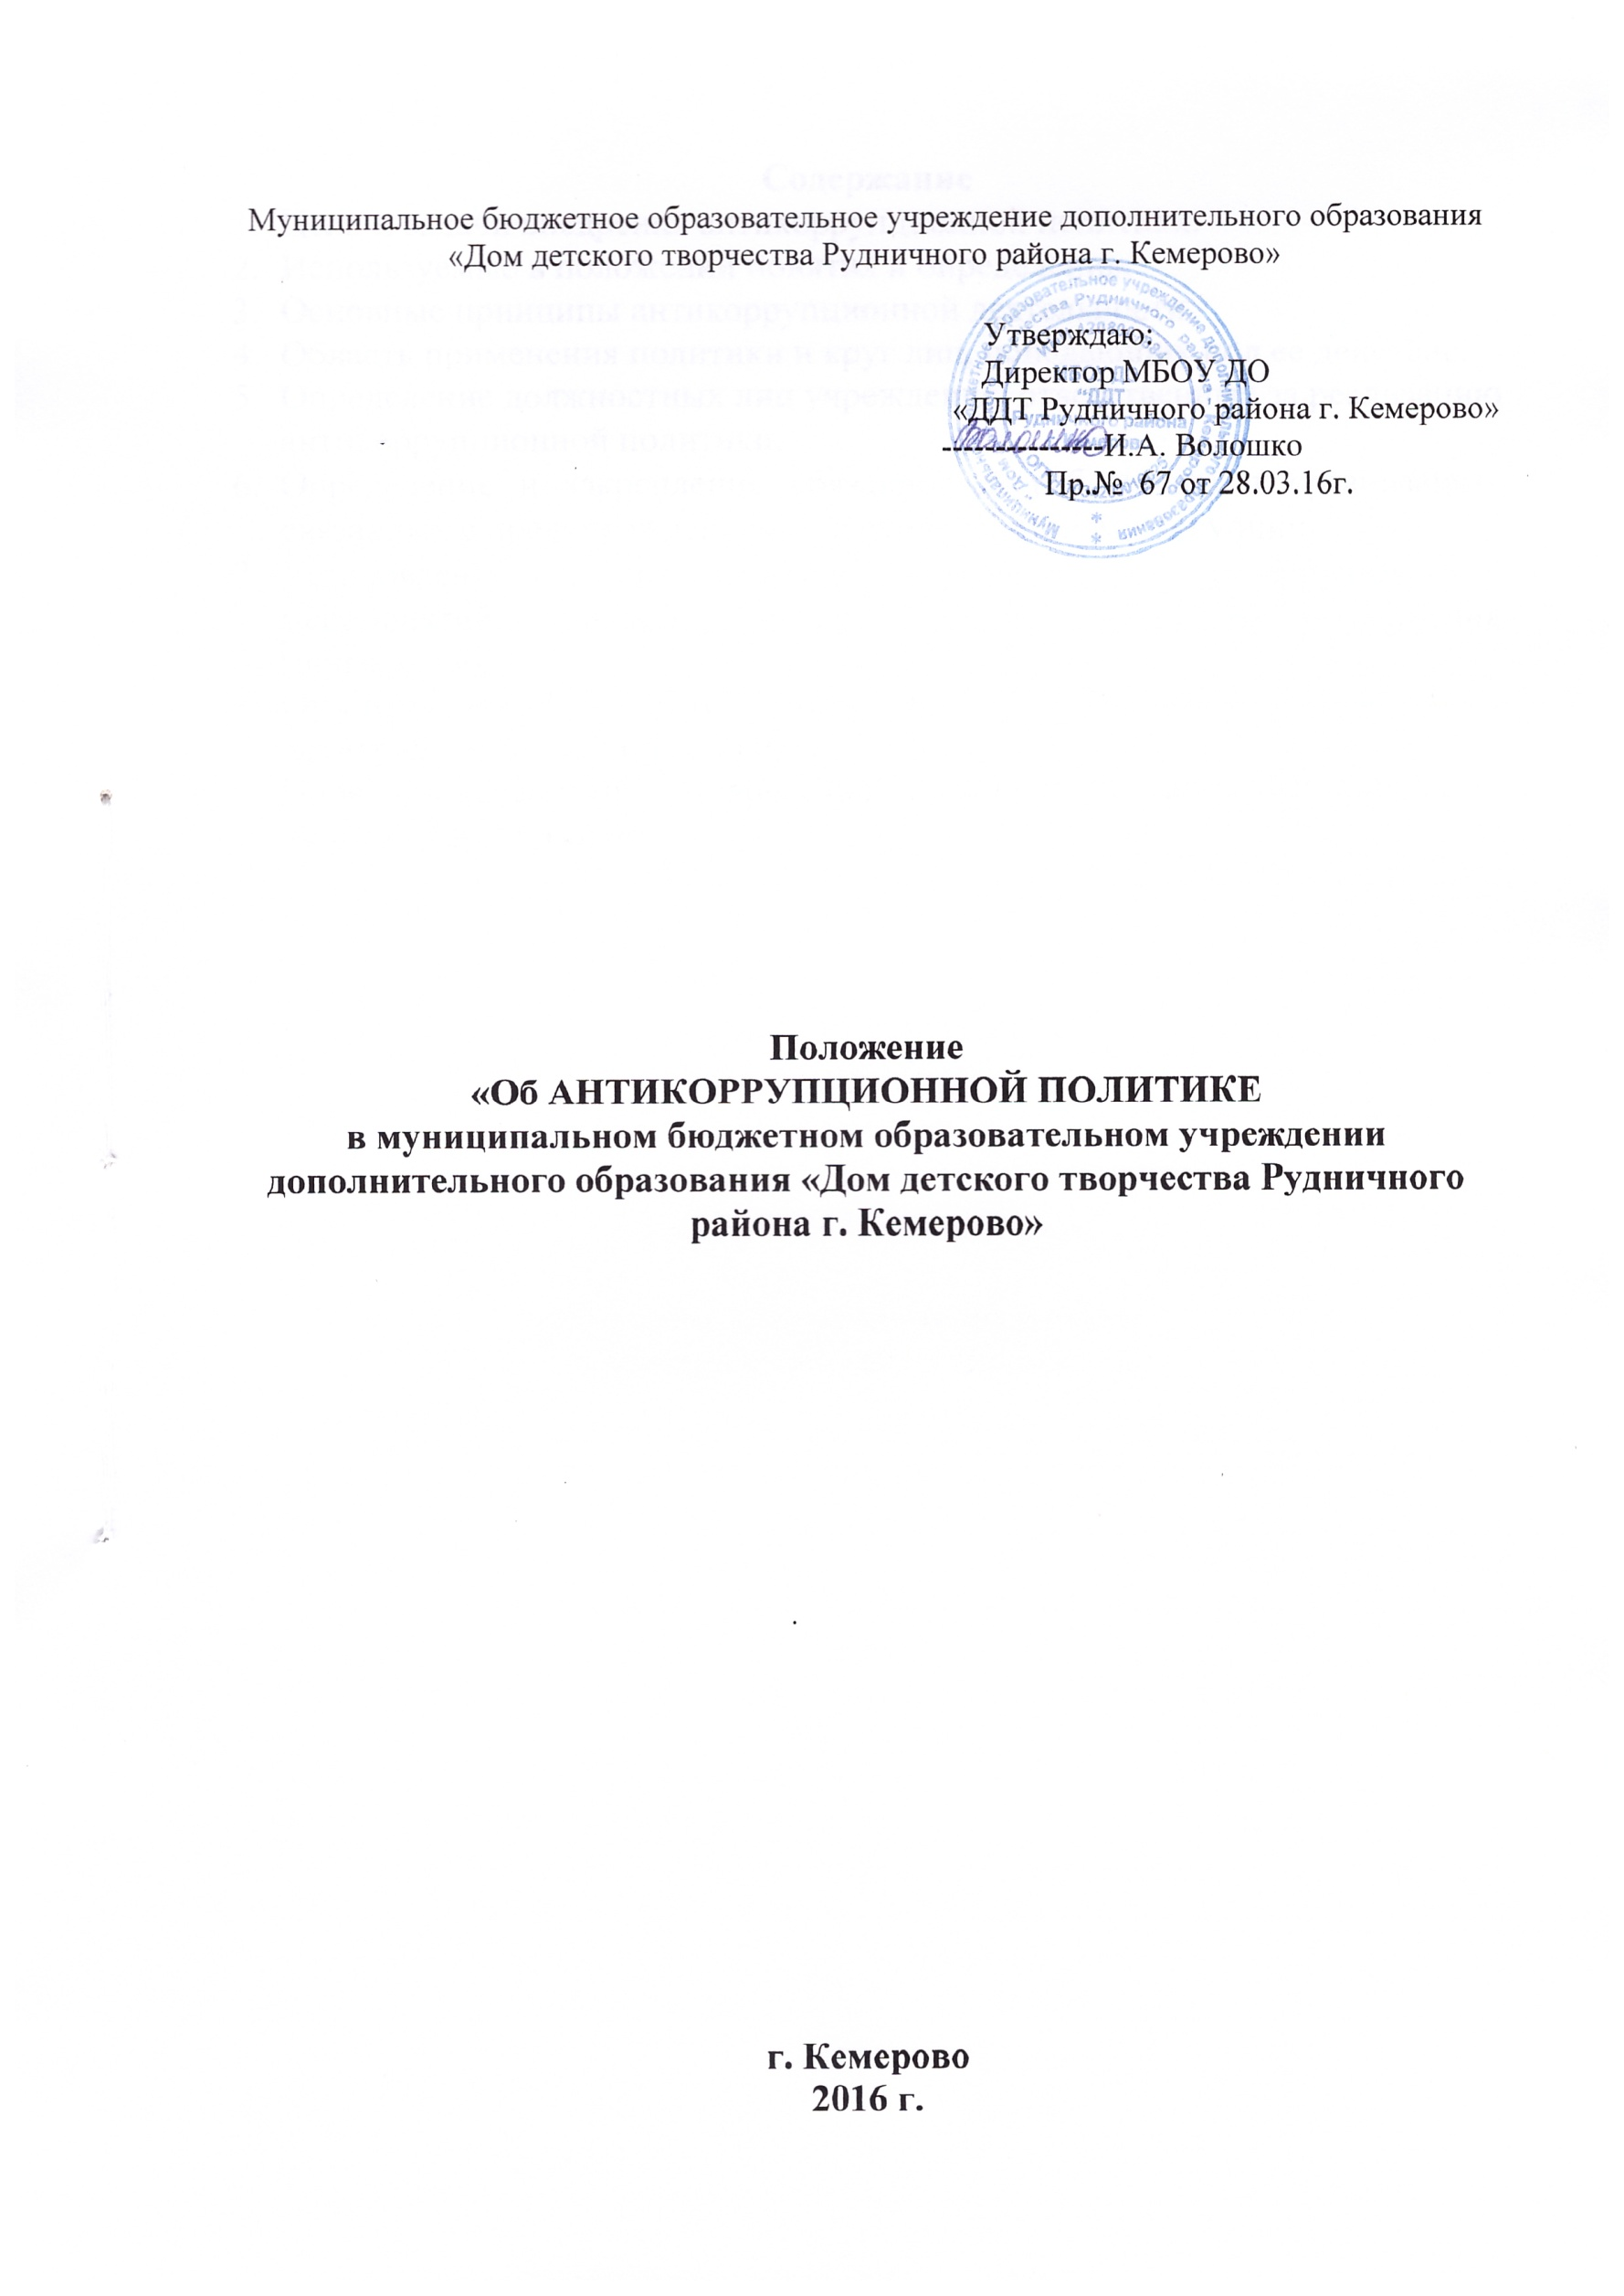 Муниципальное бюджетное образовательное учреждение дополнительного образования
«Дом детского творчества Рудничного района г. Кемерово»
Утверждаю:
Директор МБОУ ДО
«ДДТ Рудничного района г. Кемерово»
-----------------И.А. Волошко
Пр.№ 67 от 28.03.16г.
Положение
«Об АНТИКОРРУПЦИОННОЙ ПОЛИТИКЕ
в муниципальном бюджетном образовательном учреждении
дополнительного образования «Дом детского творчества Рудничного
района г. Кемерово»
г. Кемерово
2016 г.